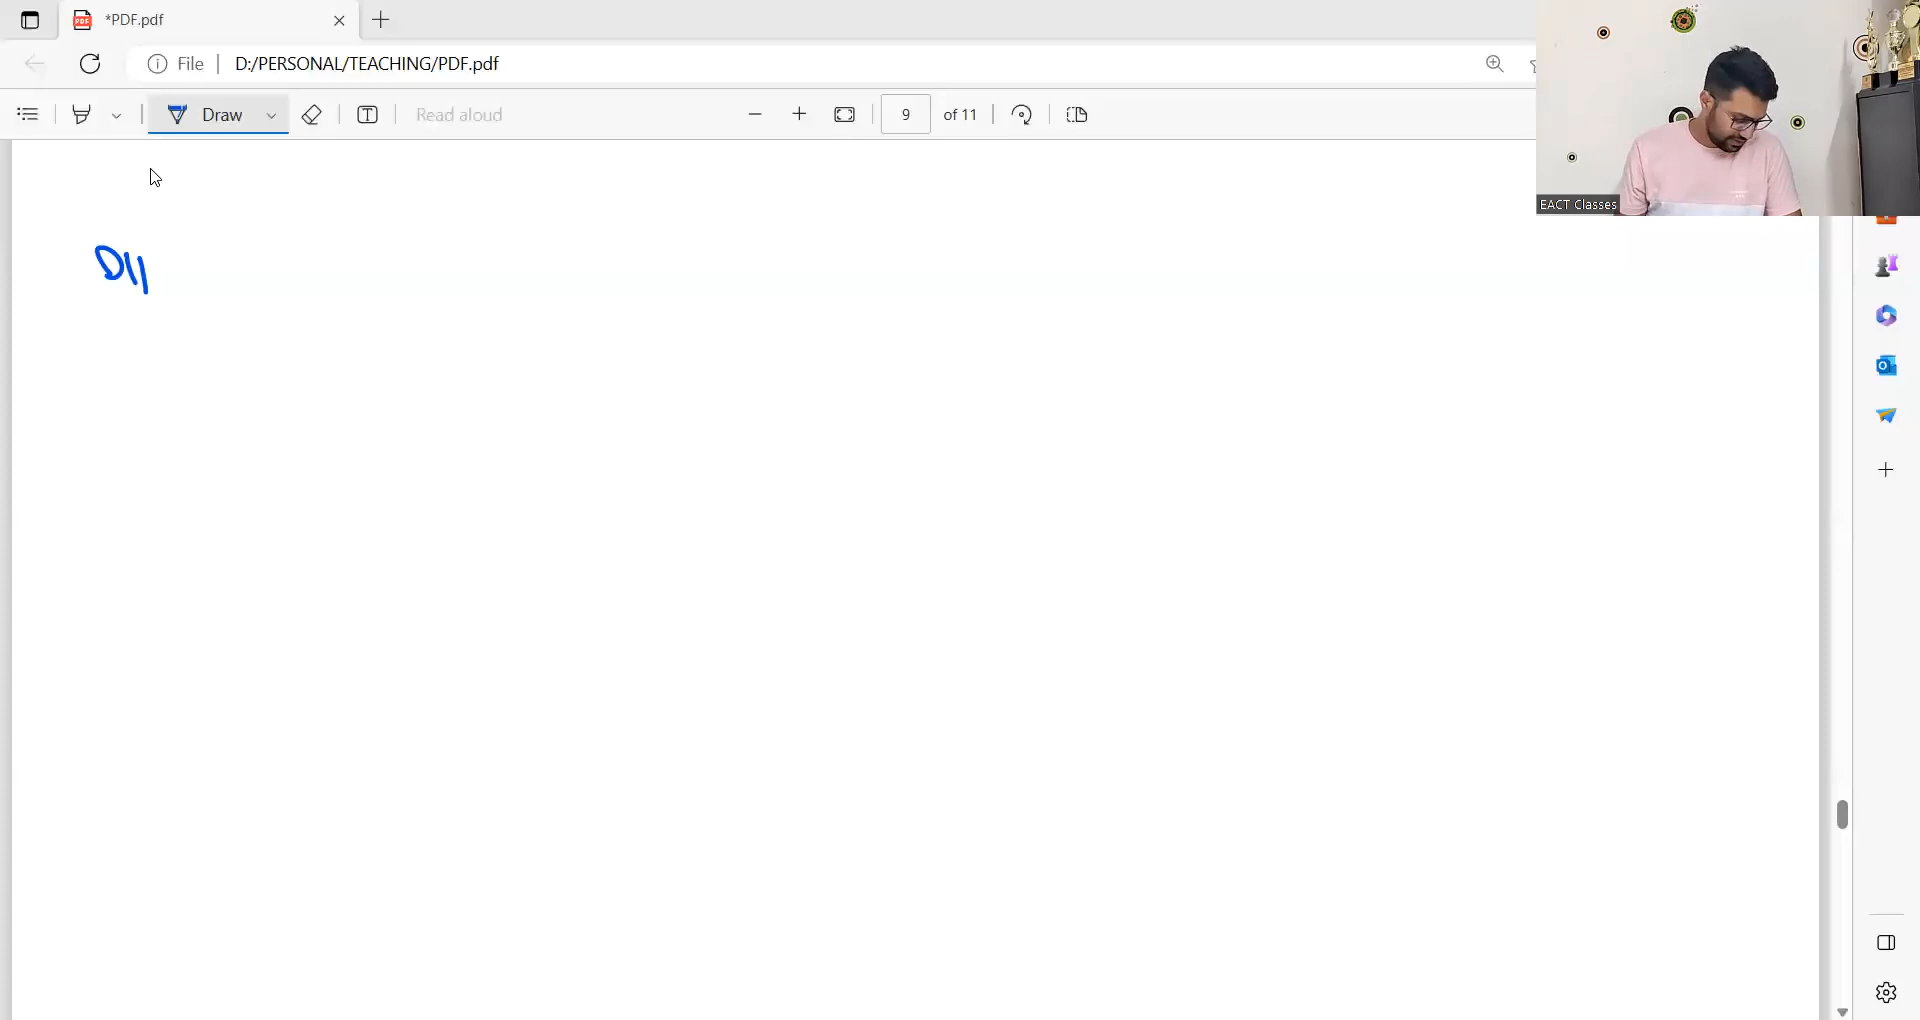 *PDF.pdf
File D:/PERSONAL/TEACHING/PDF.pdf
Draw Read aloud 9 of 11
EACT Classes